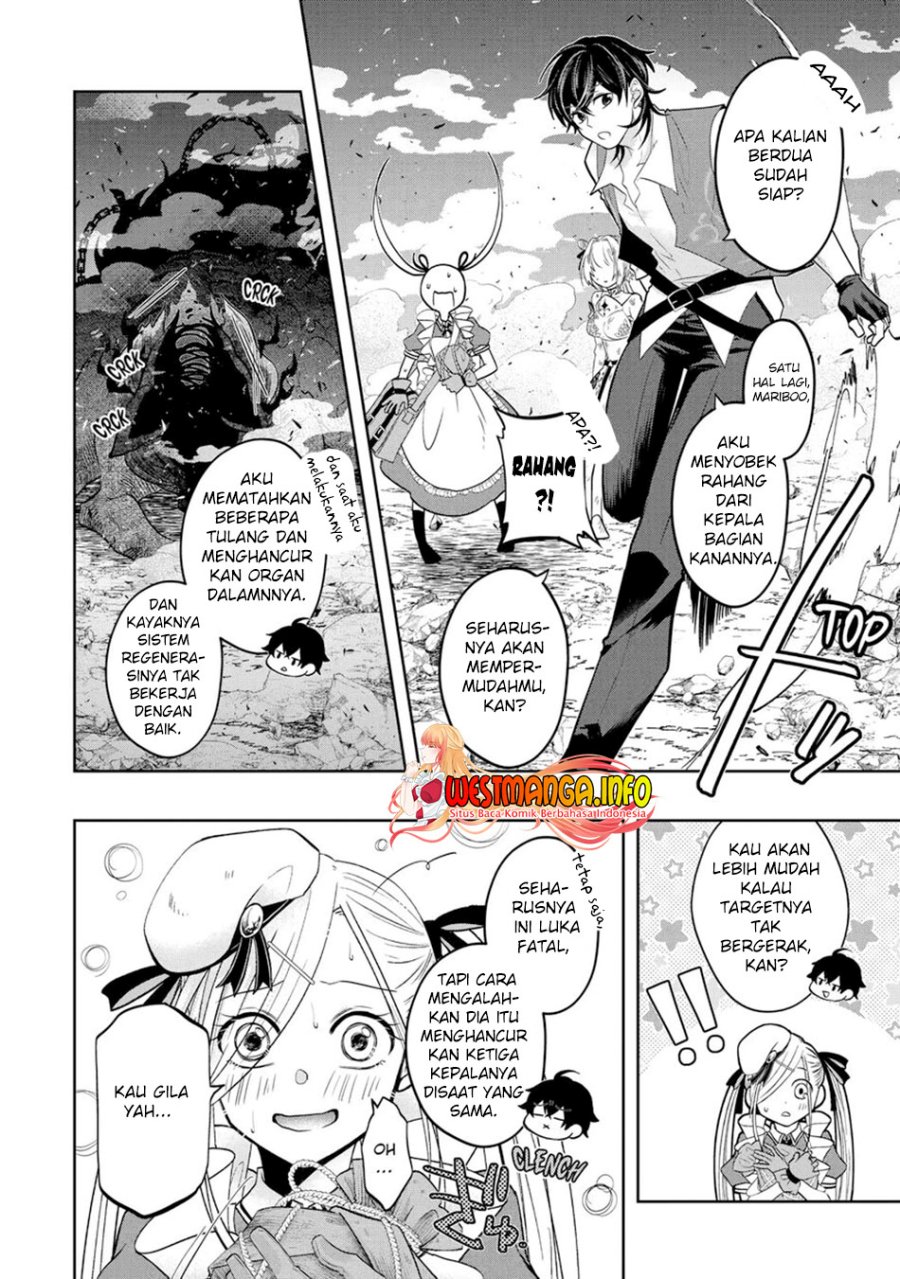 AAAH
APA KALIAN
BERDUA
SUDAH
SIAP?
SATU
HAL LAGI,
MARIBOO,
AKU
MENYOBEK
RAHANG
DARI
KEPALA
BAGIAN
KANANNYA.
APA?!
RAHANG
?!
TOP
SEHARUS-
NYA AKAN
MEMPER-
MUDAHMU,
KAN?
CRCK
CRCK
CRCK
dan saat aku
melakukannya
AKU
MEMATAHKAN
BEBERAPA
TULANG DAN
MENGHANCUR
KAN ORGAN
DALAMNNYA.
DAN
KAYAKNYA
SISTEM
REGENERA-
SINYA TAK
BEKERJA
DENGAN
BAIK.
WESTMANGA.INFO
Situs Baca Komik Berbahasa Indonesia
KAU AKAN
LEBIH MUDAH
KALAU
TARGETNYA
TAK
BERGERAK,
KAN?
!!
tetap saja,
SEHA-
RUSNYA
INI LUKA
FATAL,
TAPI CARA
MENGALAH-
KAN DIA ITU
MENGHANCUR
KAN KETIGA
KEPALANYA
DISAAT YANG
SAMA.
CLENCH
OH
...
KAU GILA
YAH...